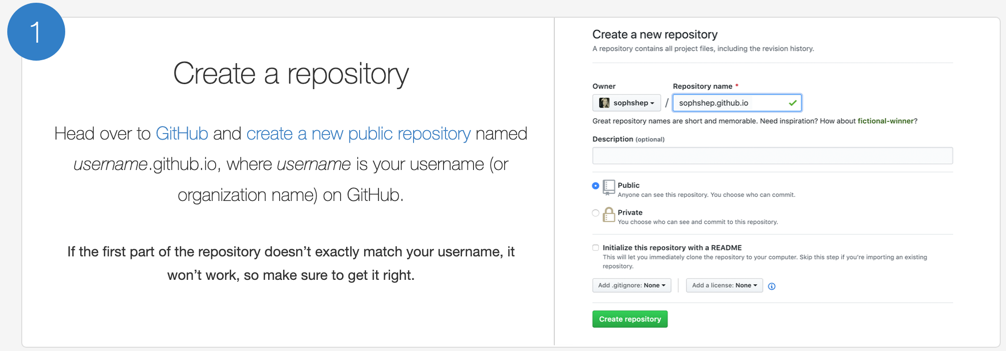 1
Create a repository
Head over to GitHub and create a new public repository named
username.github.io, where username is your username (or
organization name) on GitHub.
If the first part of the repository doesn’t exactly match your username, it
won’t work, so make sure to get it right.
Create a new repository
A repository contains all project files, including the revision history.
Owner Repository name *
sophshep / sophshep.github.io
Great repository names are short and memorable. Need inspiration? How about fictional-winner?
Description (optional)
Public
Anyone can see this repository. You choose who can commit.
Private
You choose who can see and commit to this repository.
Initialize this repository with a README
This will let you immediately clone the repository to your computer. Skip this step if you’re importing an existing
repository.
Add .gitignore: None Add a license: None
Create repository